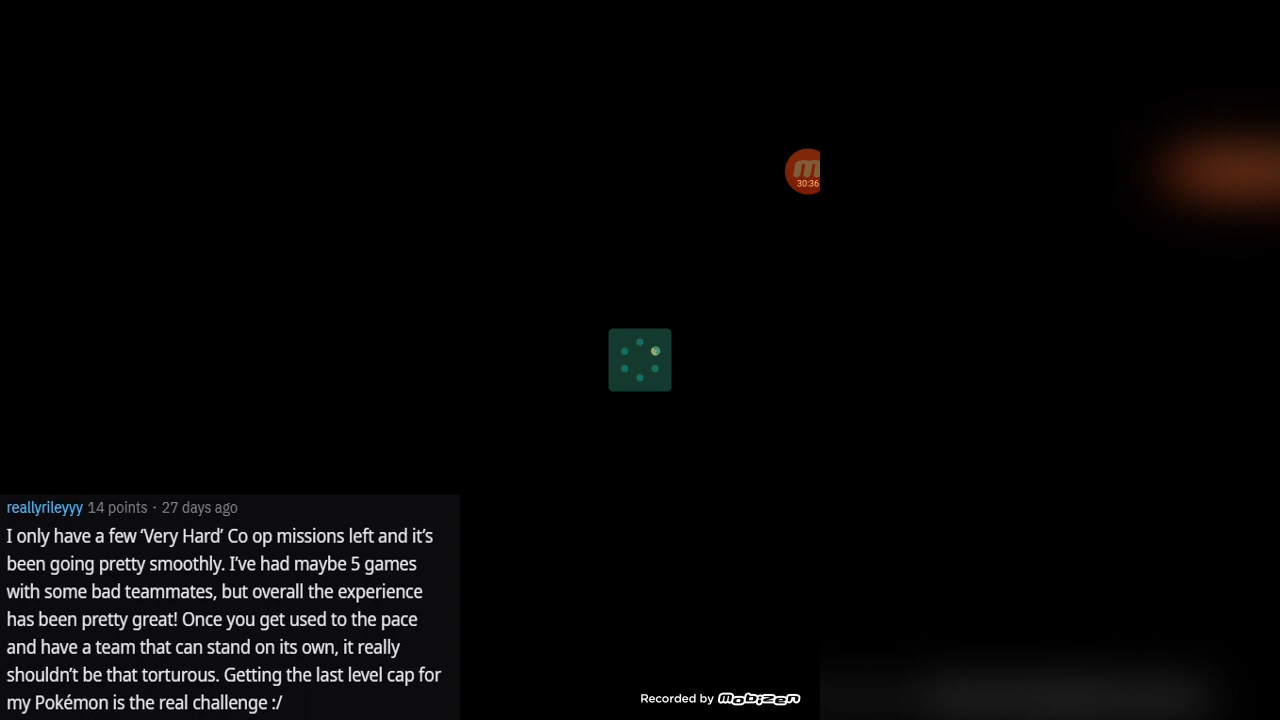 30:36
reallyrileyyy 14 points · 27 days ago
I only have a few ‘Very Hard’ Co op missions left and it’s
been going pretty smoothly. I’ve had maybe 5 games
with some bad teammates, but overall the experience
has been pretty great! Once you get used to the pace
and have a team that can stand on its own, it really
shouldn’t be that torturous. Getting the last level cap for
my Pokémon is the real challenge :/
Recorded by mobizen